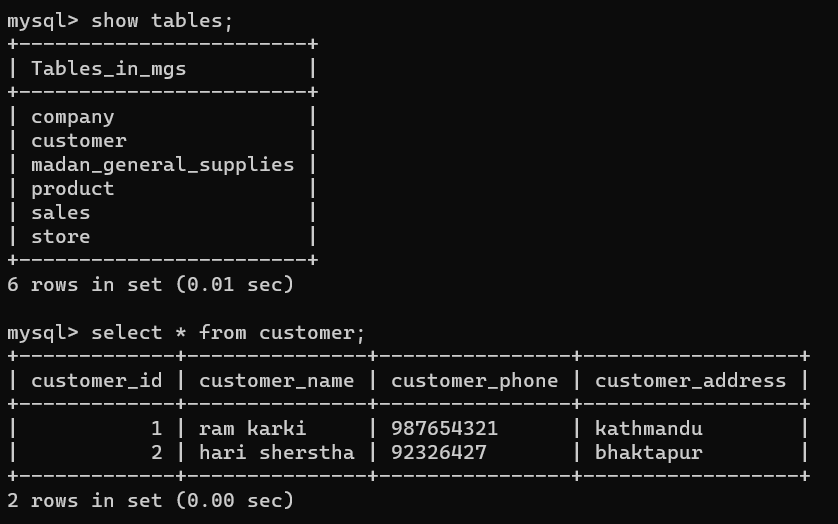 mysql> show tables;
+------------------------+
| Tables_in_mgs          |
+------------------------+
| company                |
| customer               |
| madan_general_supplies |
| product                |
| sales                  |
| store                  |
+------------------------+
6 rows in set (0.01 sec)

mysql> select * from customer;
+-------------+---------------+----------------+------------------+
| customer_id | customer_name | customer_phone | customer_address |
+-------------+---------------+----------------+------------------+
|           1 | ram karki     | 987654321      | kathmandu        |
|           2 | hari sherstha | 92326427       | bhaktapur        |
+-------------+---------------+----------------+------------------+
2 rows in set (0.00 sec)